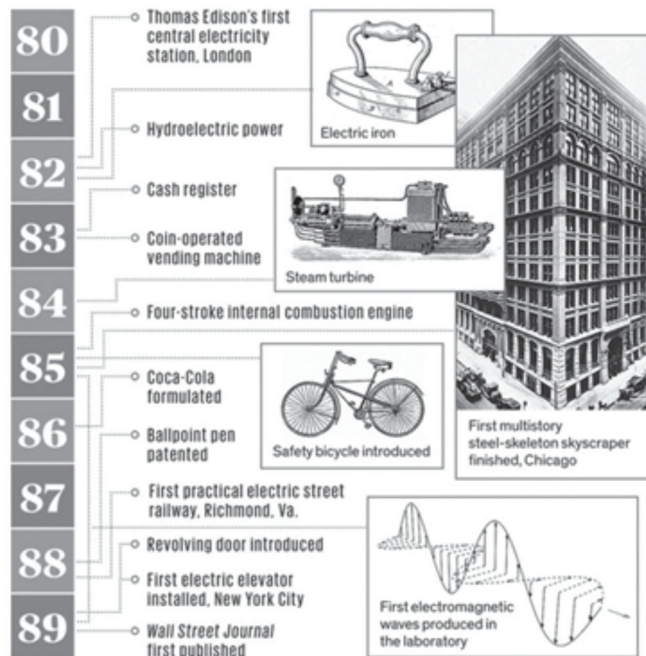 80
Thomas Edison's first
central electricity
station, London
Electric iron
81
Hydroelectric power
82
Cash register
83
Coin-operated
vending machine
Steam turbine
84
Four-stroke internal combustion engine
85
Coca-Cola
formulated
Safety bicycle introduced
First multistory
steel-skeleton skyscraper
finished, Chicago
86
Ballpoint pen
patented
87
First practical electric street
railway, Richmond, Va.
88
Revolving door introduced
First electric elevator
installed, New York City
First electromagnetic
waves produced in
the laboratory
89
Wall Street Journal
first published